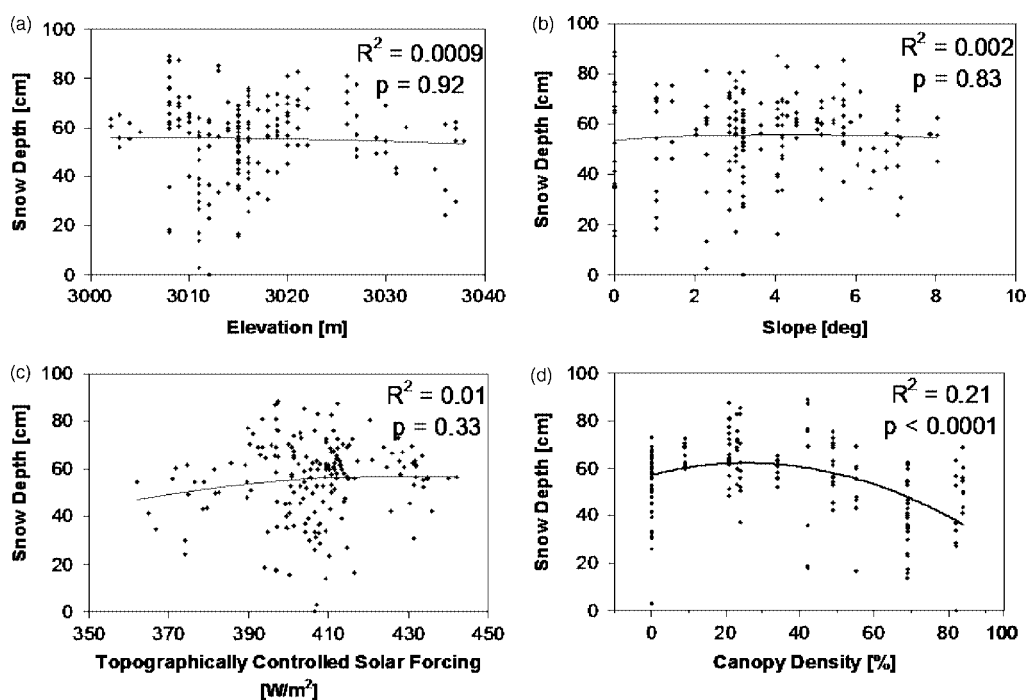 (a)
100
80
60
40
20
0
Snow Depth [cm]
R² = 0.0009
p = 0.92
3000 3010 3020 3030 3040
Elevation [m]
(b)
100
80
60
40
20
0
Snow Depth [cm]
R² = 0.002
p = 0.83
0 2 4 6 8 10
Slope [deg]
(c)
100
80
60
40
20
0
Snow Depth [cm]
R² = 0.01
p = 0.33
350 370 390 410 430 450
Topographically Controlled Solar Forcing
[W/m²]
(d)
100
80
60
40
20
0
Snow Depth [cm]
R² = 0.21
p < 0.0001
0 20 40 60 80 100
Canopy Density [%]